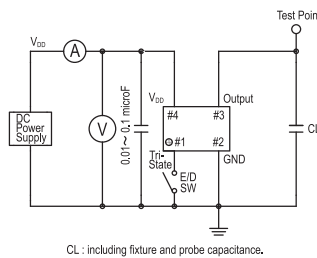 Test Point
VDD
A
VDD
Output
#4
#3
DC
Power
Supply
V
0.01 ~ 0.1 microF
#1
#2
CL
Tri-
State
GND
E/D
SW
CL : including fixture and probe capacitance.